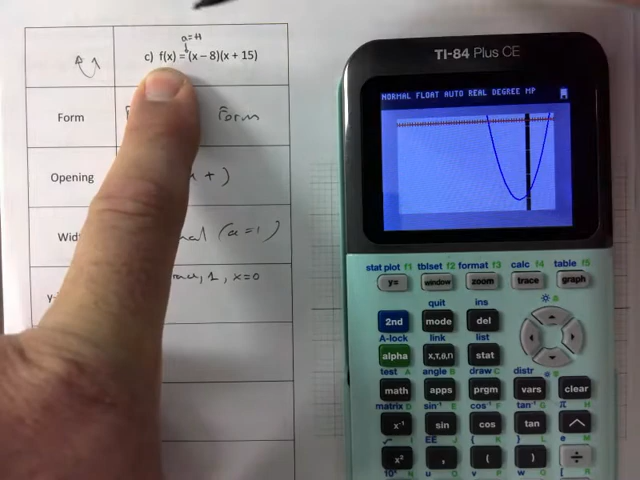 a=+1
c) f(x) = (x − 8)(x + 15)
Form
Form
Opening
+ )
(a = 1)
1, x=0
TI-84 Plus CE
NORMAL FLOAT AUTO REAL DEGREE MP
stat plot f1 tblset f2 format f3 calc f4 table f5
y= window zoom trace graph
quit ins
2nd mode del
A-lock link list
alpha x,T,θ,n stat
test A angle B draw C distr
math apps prgm vars clear
matrix D sin⁻¹ E cos⁻¹ F tan⁻¹ G π H
x⁻¹ sin cos tan ^
√ I EE J { K } L e M
x² , ( ) ÷